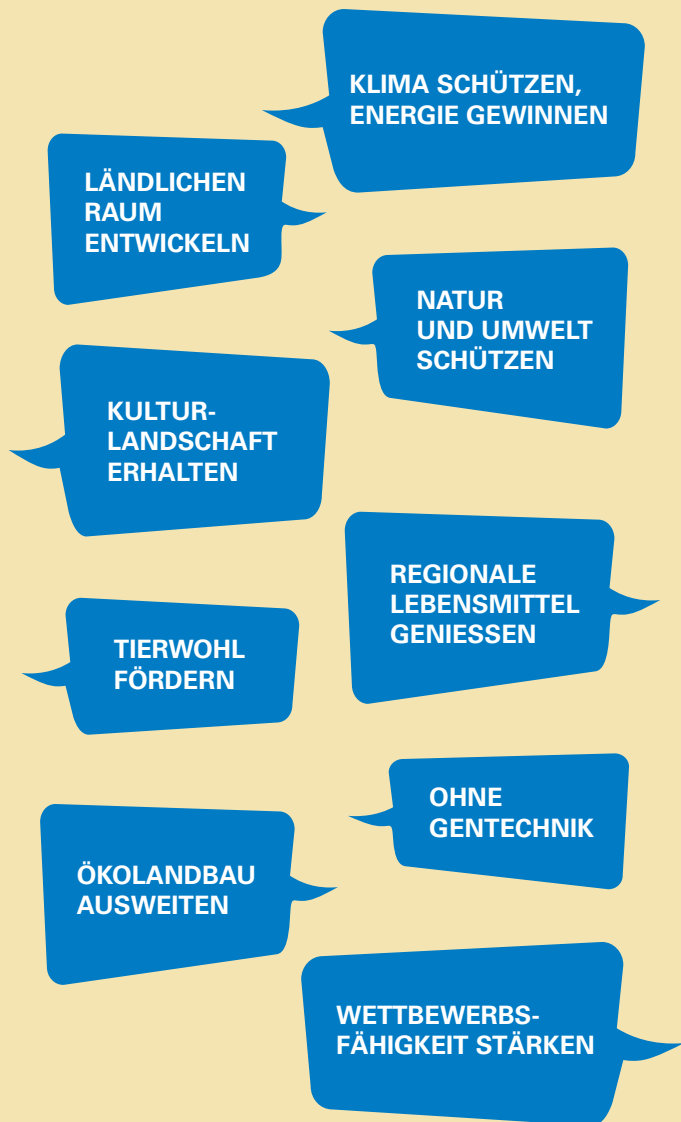 KLIMA SCHÜTZEN,
ENERGIE GEWINNEN
LÄNDLICHEN
RAUM
ENTWICKELN
NATUR
UND UMWELT
SCHÜTZEN
KULTUR-
LANDSCHAFT
ERHALTEN
REGIONALE
LEBENSMITTEL
GENIESSEN
TIERWOHL
FÖRDERN
OHNE
GENTECHNIK
ÖKOLANDBAU
AUSWEITEN
WETTBEWERBS-
FÄHIGKEIT STÄRKEN